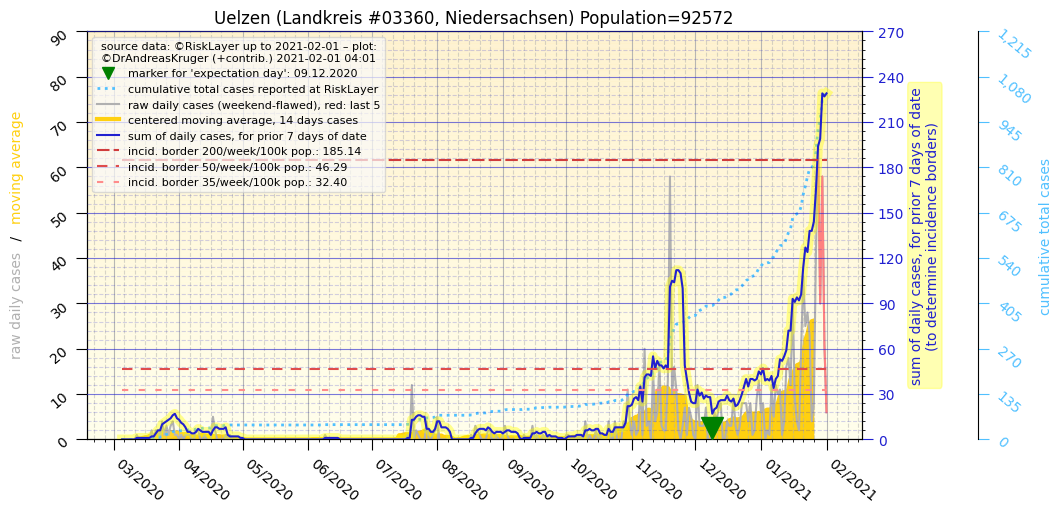 Uelzen (Landkreis #03360, Niedersachsen) Population=92572
source data: ©RiskLayer up to 2021-02-01 – plot:
©DrAndreasKruger (+contrib.) 2021-02-01 04:01
marker for 'expectation day': 09.12.2020
cumulative total cases reported at RiskLayer
raw daily cases (weekend-flawed), red: last 5
centered moving average, 14 days cases
sum of daily cases, for prior 7 days of date
incid. border 200/week/100k pop.: 185.14
incid. border 50/week/100k pop.: 46.29
incid. border 35/week/100k pop.: 32.40
raw daily cases / moving average
90
80
70
60
50
40
30
20
10
0
03/2020
04/2020
05/2020
06/2020
07/2020
08/2020
09/2020
10/2020
11/2020
12/2020
01/2021
02/2021
270
240
210
180
150
120
90
60
30
0
sum of daily cases, for prior 7 days of date
(to determine incidence borders)
1,215
1,080
945
810
675
540
405
270
135
0
cumulative total cases